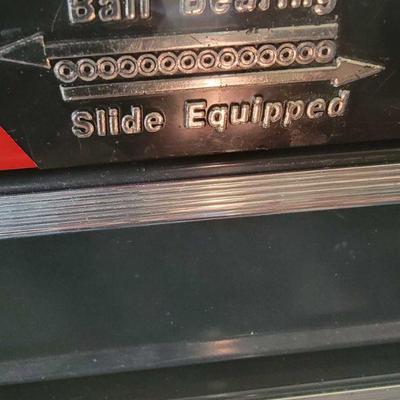 Ball Bearing
Slide Equipped